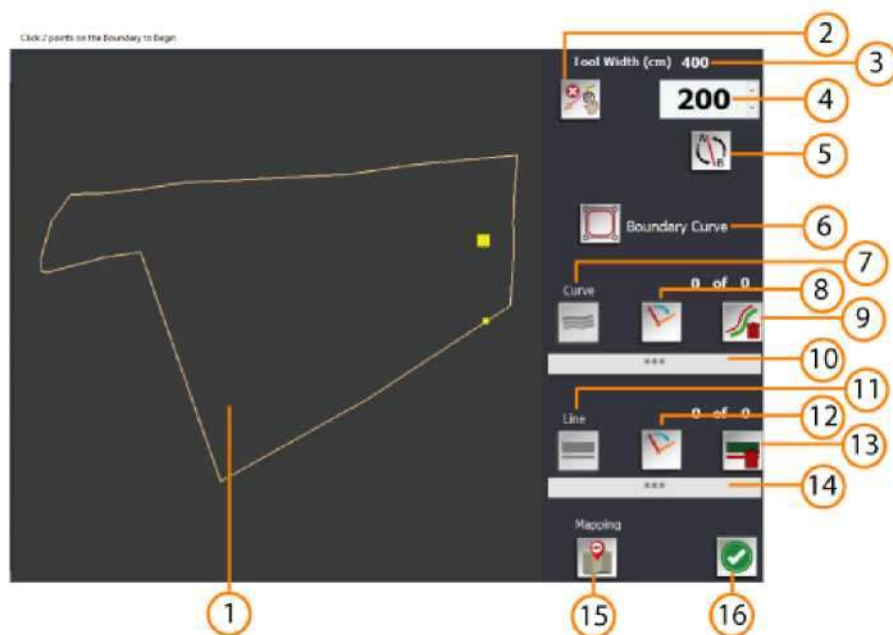 Click 2 points on the Boundary to Begin
2
Tool Width (cm) 400
3
200
4
A
B
5
Boundary Curve
6
7
0 of 0
8
Curve
9
***
10
11
0 of 0
12
Line
13
***
14
Mapping
1
15
16